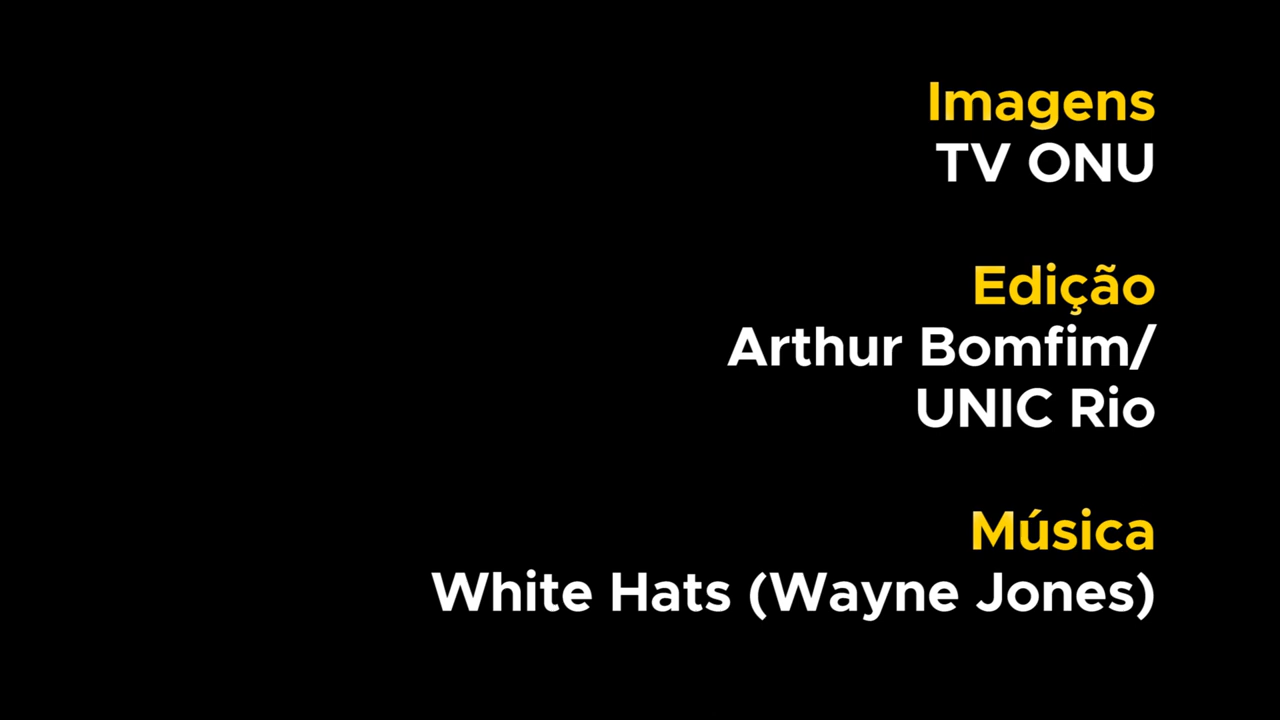 Imagens
TV ONU
Edição
Arthur Bomfim/
UNIC Rio
Música
White Hats (Wayne Jones)